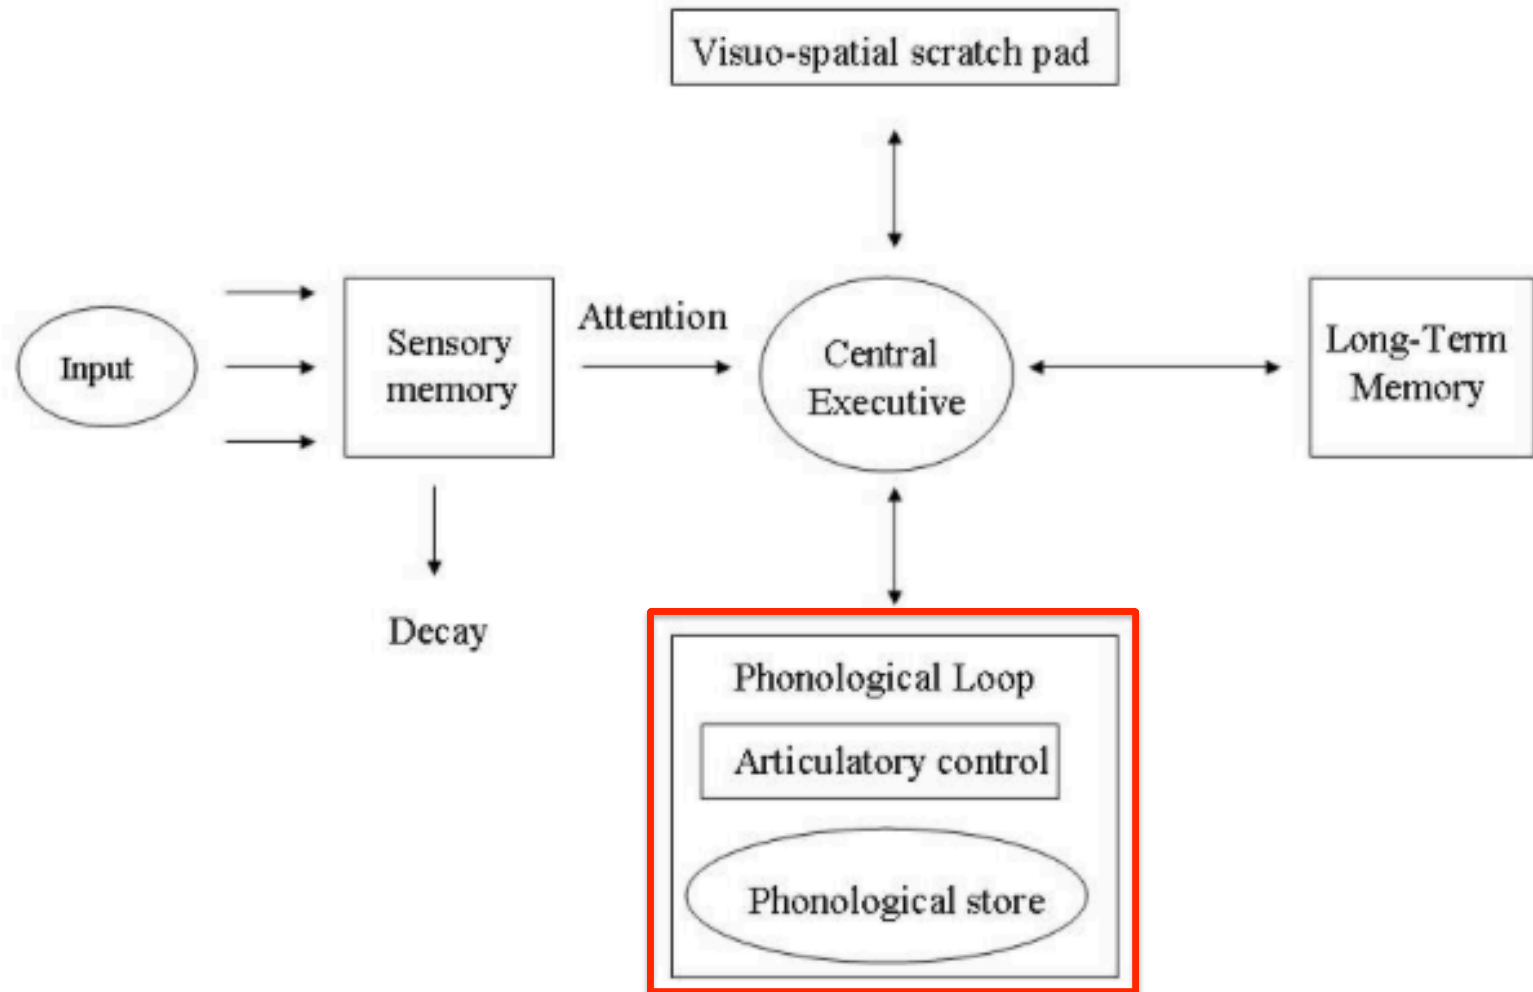 Visuo-spatial scratch pad
Input
Sensory
memory
Attention
Central
Executive
Long-Term
Memory
Decay
Phonological Loop
Articulatory control
Phonological store